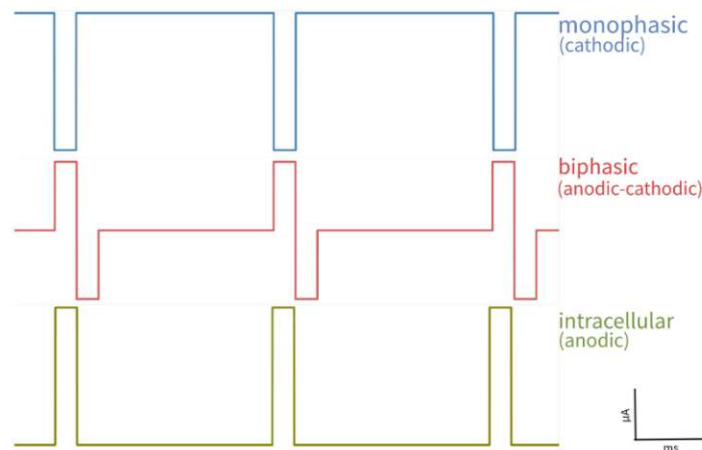 monophasic
(cathodic)
biphasic
(anodic-cathodic)
intracellular
(anodic)
µA
ms